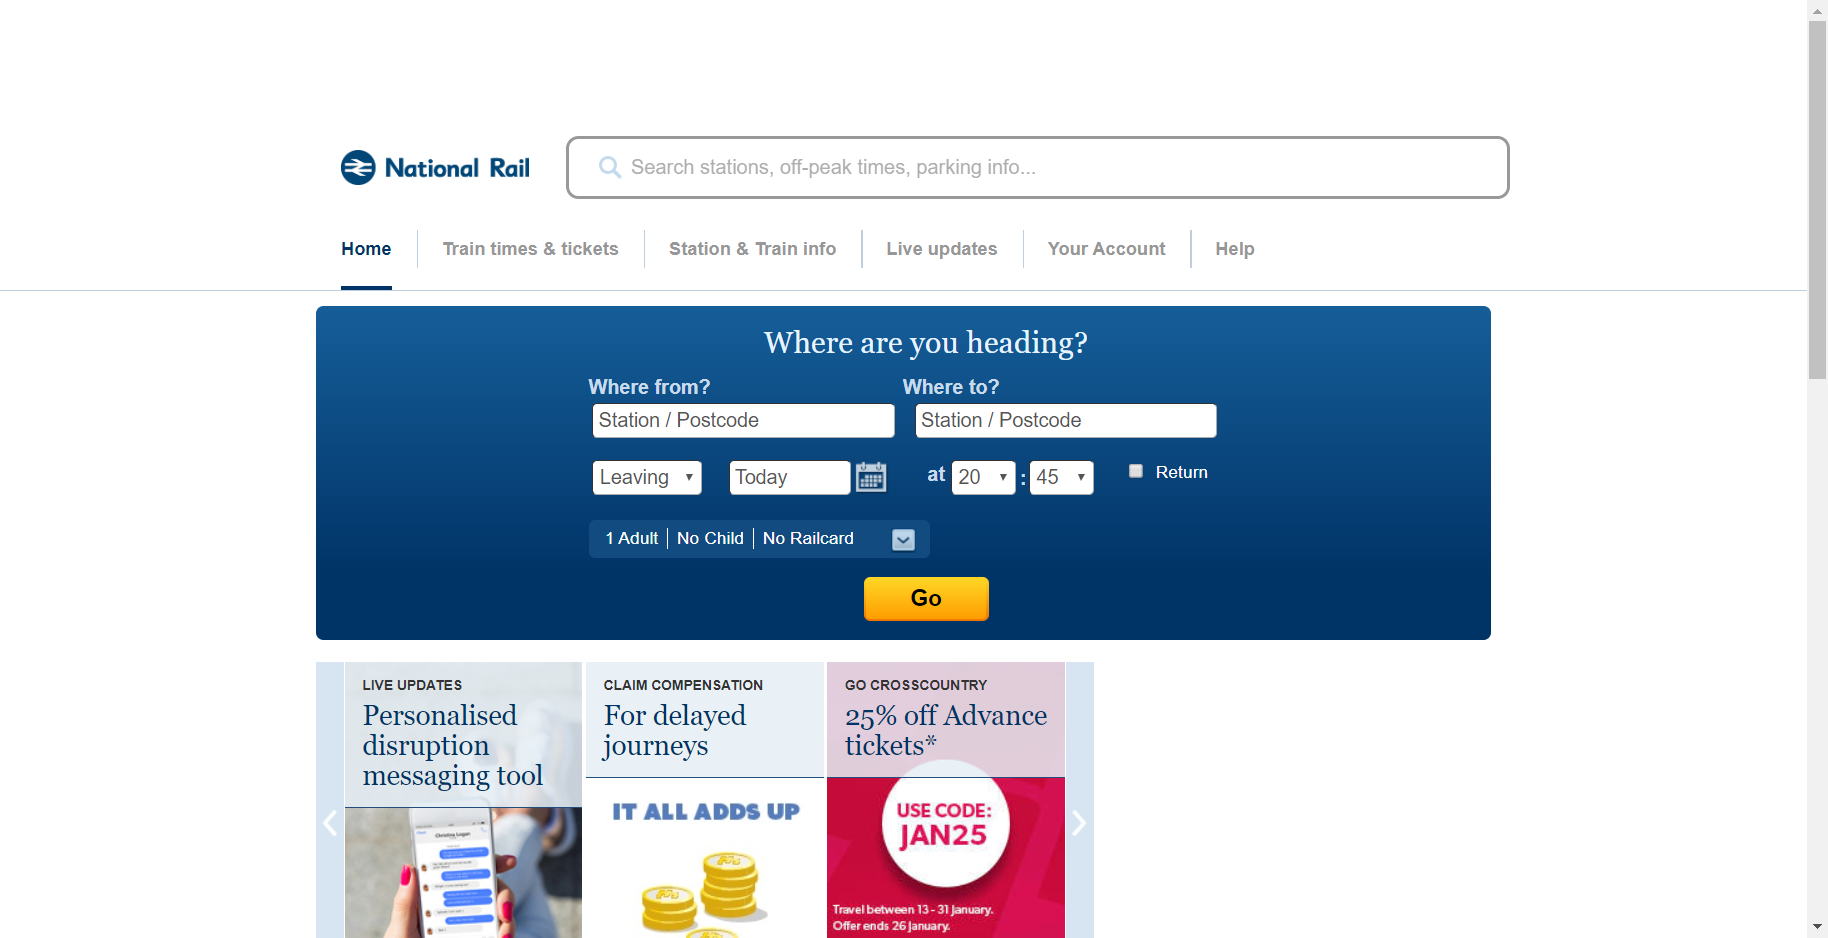 National Rail
Search stations, off-peak times, parking info...
Home
Train times & tickets
Station & Train info
Live updates
Your Account
Help
Where are you heading?
Where from?
Where to?
Station / Postcode
Station / Postcode
Leaving
Today
at 20 : 45
Return
1 Adult
No Child
No Railcard
Go
LIVE UPDATES
Personalised
disruption
messaging tool
Christina Logan
CLAIM COMPENSATION
For delayed
journeys
IT ALL ADDS UP
GO CROSSCOUNTRY
25% off Advance
tickets*
USE CODE:
JAN25
Travel between 13 - 31 January.
Offer ends 26 January.